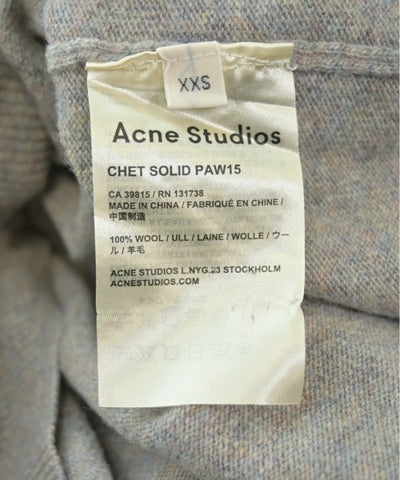 XXS
Acne Studios
CHET SOLID PAW15
CA 39815 / RN 131738
MADE IN CHINA / FABRIQUÉ EN CHINE /
中国制造
100% WOOL / ULL / LAINE / WOLLE / ウー
ル / 羊毛
ACNE STUDIOS L.NYG.23 STOCKHOLM
ACNESTUDIOS.COM